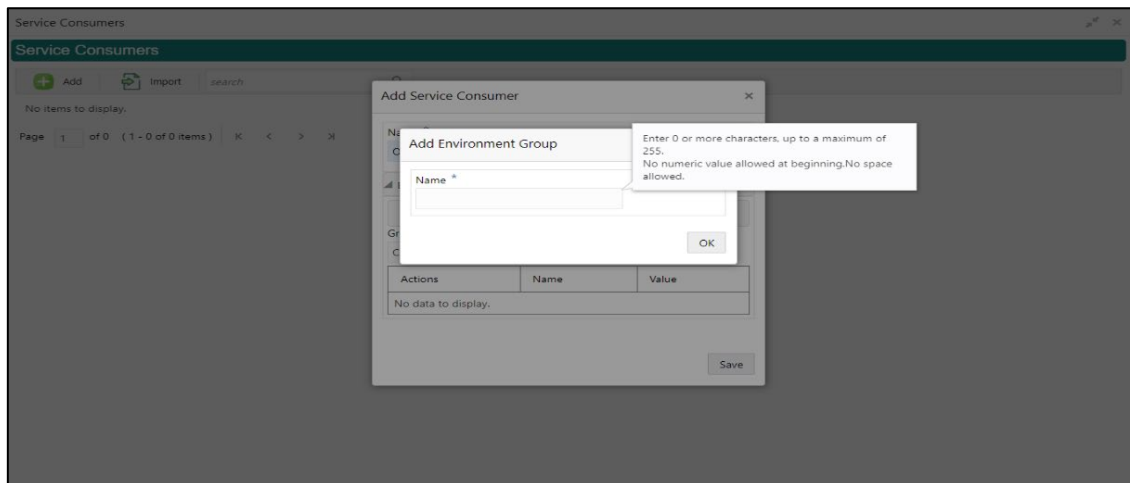 Service Consumers
Service Consumers
Add Import search
No items to display.
Page 1 of 0 (1 - 0 of 0 items) K < > >|
Add Service Consumer
Add Environment Group
Enter 0 or more characters, up to a maximum of
255.
No numeric value allowed at beginning.No space
allowed.
Name *
OK
Actions Name Value
No data to display.
Save